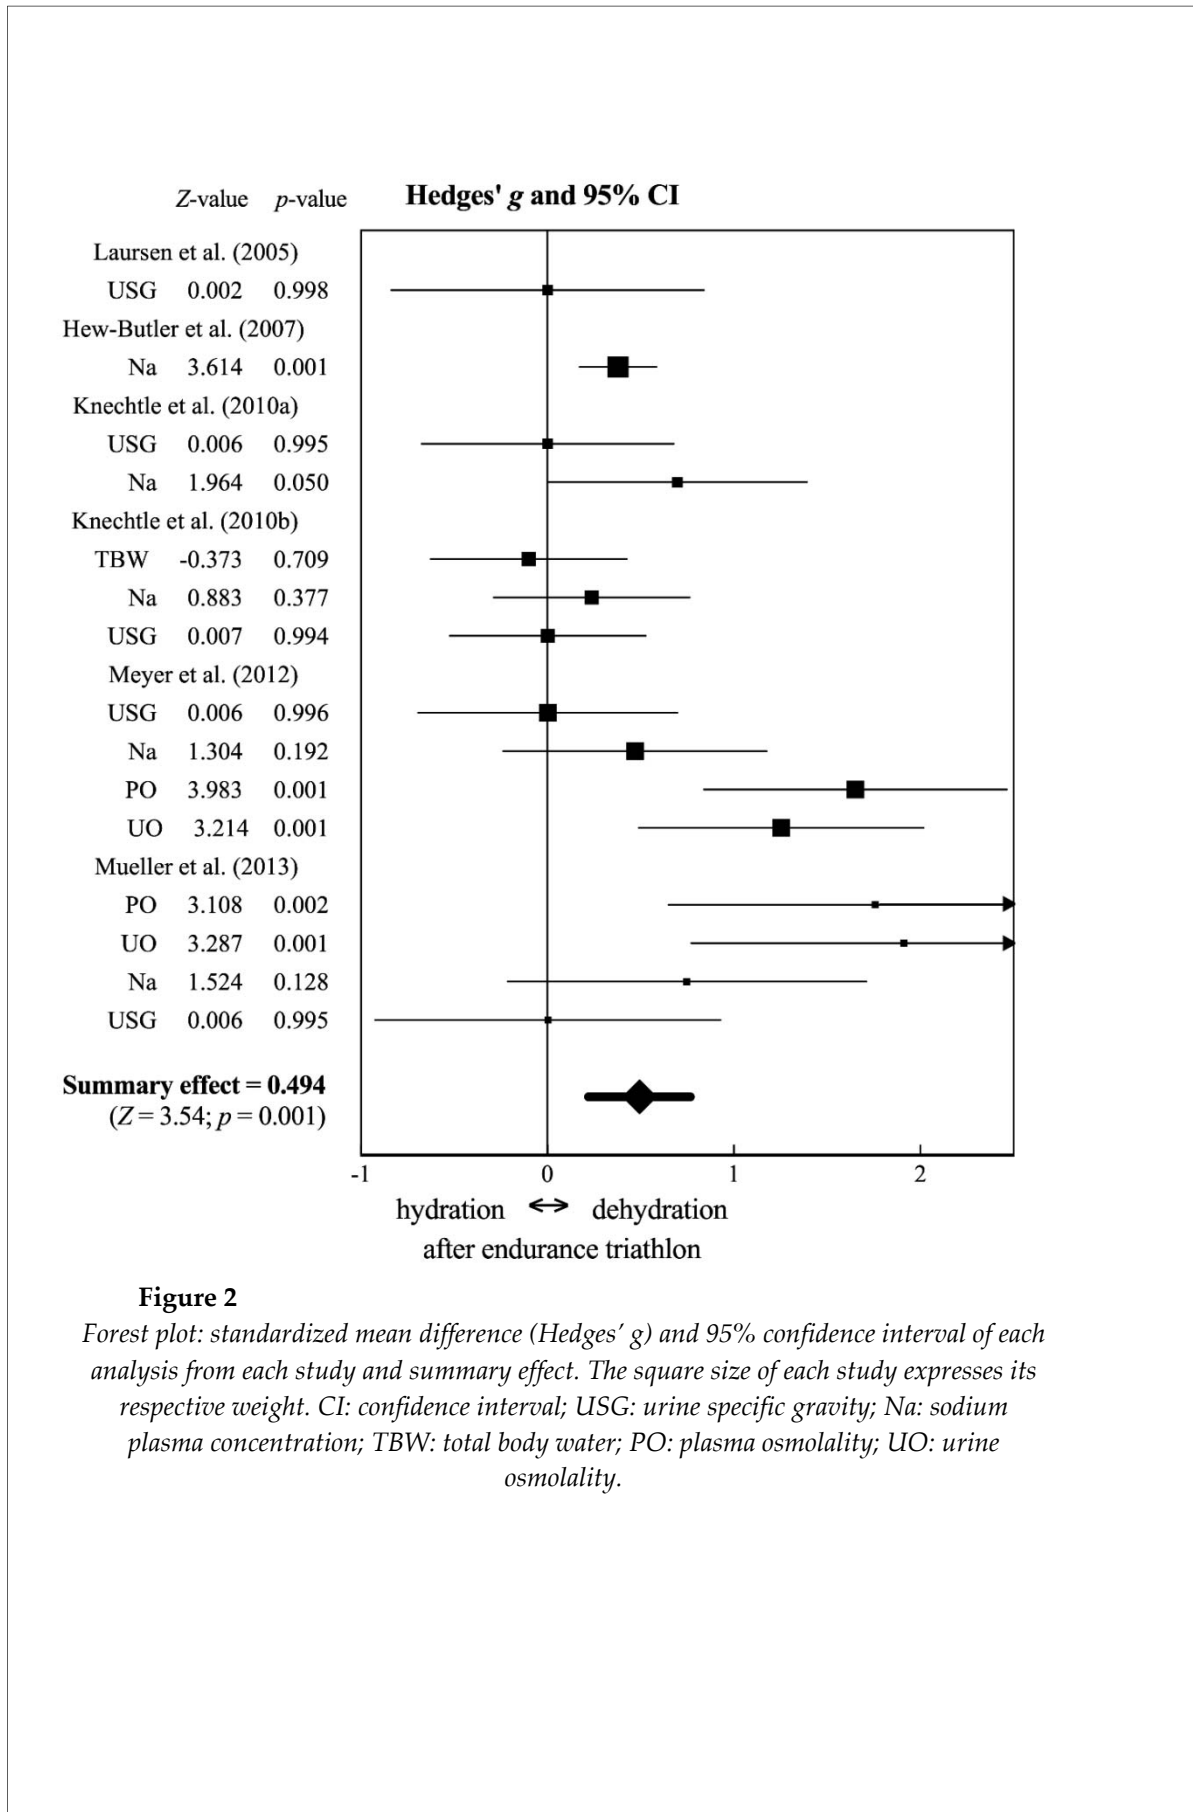 Z-value p-value Hedges' g and 95% CI
Laursen et al. (2005)
USG 0.002 0.998
Hew-Butler et al. (2007)
Na 3.614 0.001
Knechtle et al. (2010a)
USG 0.006 0.995
Na 1.964 0.050
Knechtle et al. (2010b)
TBW -0.373 0.709
Na 0.883 0.377
USG 0.007 0.994
Meyer et al. (2012)
USG 0.006 0.996
Na 1.304 0.192
PO 3.983 0.001
UO 3.214 0.001
Mueller et al. (2013)
PO 3.108 0.002
UO 3.287 0.001
Na 1.524 0.128
USG 0.006 0.995
Summary effect = 0.494
(Z = 3.54; p = 0.001)
-1 0 1 2
hydration ↔ dehydration
after endurance triathlon
Figure 2
Forest plot: standardized mean difference (Hedges’ g) and 95% confidence interval of each
analysis from each study and summary effect. The square size of each study expresses its
respective weight. CI: confidence interval; USG: urine specific gravity; Na: sodium
plasma concentration; TBW: total body water; PO: plasma osmolality; UO: urine
osmolality.